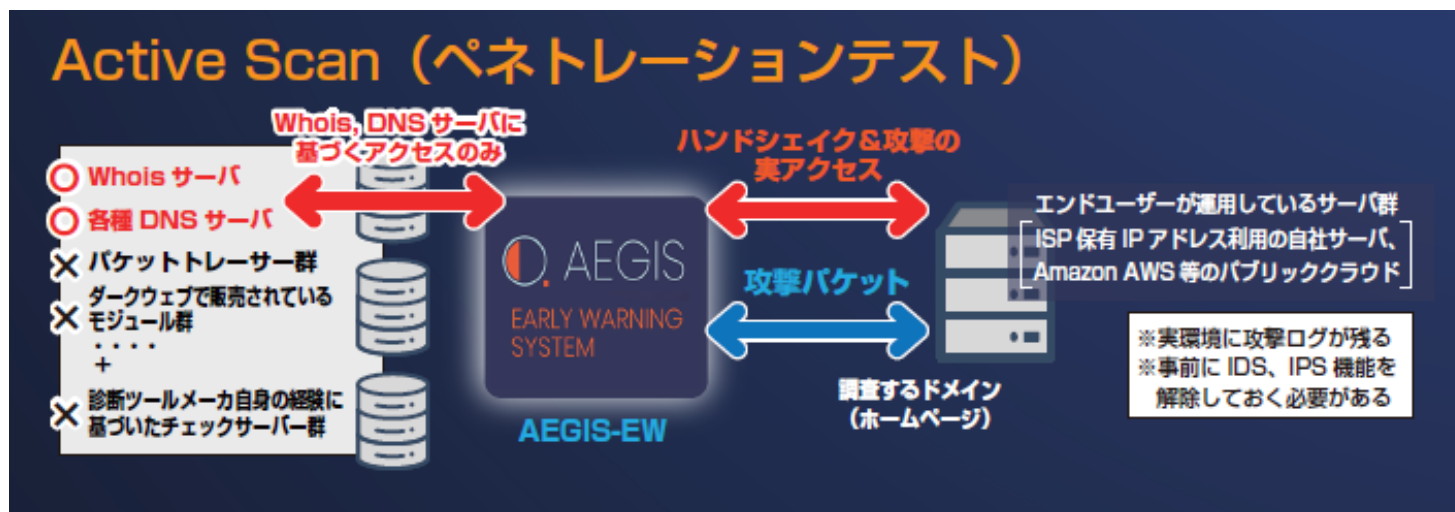 Active Scan（ペネトレーションテスト）
Whois, DNS サーバに
基づくアクセスのみ
○ Whois サーバ
○ 各種 DNS サーバ
× パケットトレーサー群
× ダークウェブで販売されている
モジュール群
・・・・
+
× 診断ツールメーカ自身の経験に
基づいたチェックサーバー群
AEGIS
EARLY WARNING
SYSTEM
AEGIS-EW
ハンドシェイク＆攻撃の
実アクセス
攻撃パケット
調査するドメイン
（ホームページ）
エンドユーザーが運用しているサーバ群
ISP 保有 IP アドレス利用の自社サーバ、
Amazon AWS 等のパブリッククラウド
※実環境に攻撃ログが残る
※事前に IDS、IPS 機能を
解除しておく必要がある